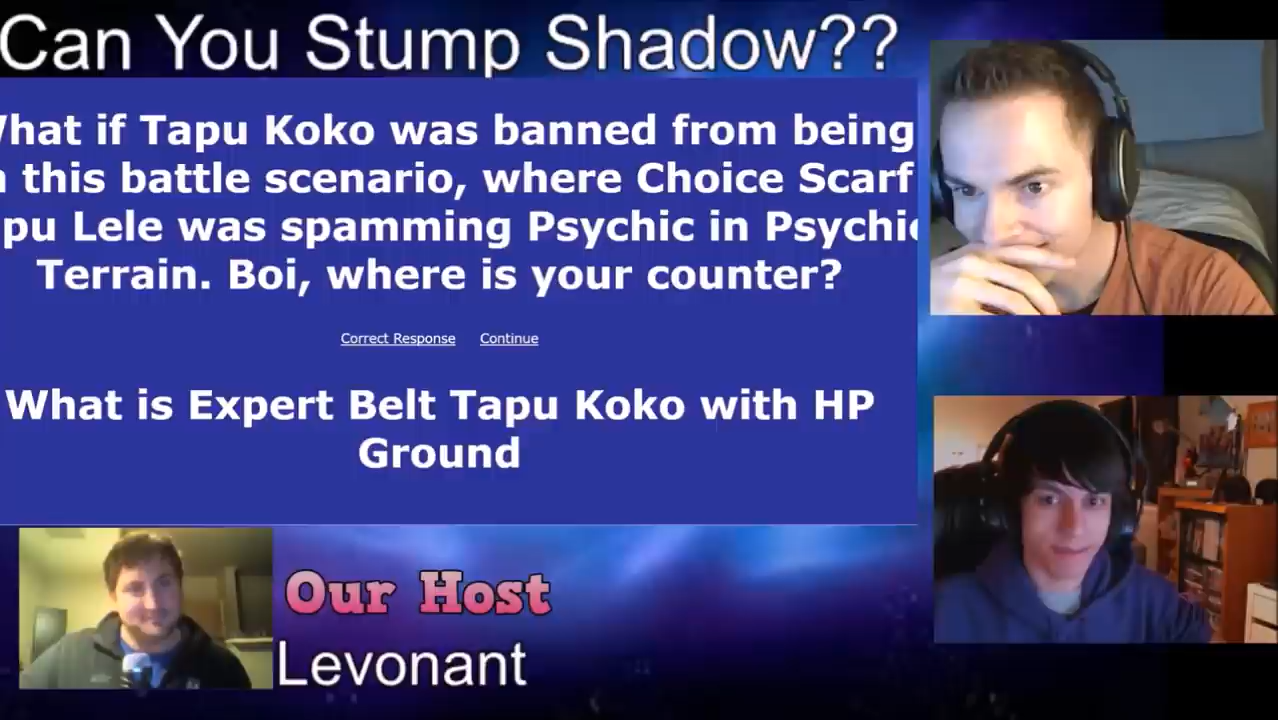 Can You Stump Shadow??
What if Tapu Koko was banned from being
this battle scenario, where Choice Scarf
Lele was spamming Psychic in Psychic
Terrain. Boi, where is your counter?
Correct Response Continue
What is Expert Belt Tapu Koko with HP
Ground
Our Host
Levonant